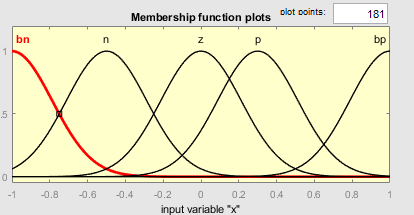 Membership function plots plot points: 181
bn n z p bp
1
.5
0
-1 -0.8 -0.6 -0.4 -0.2 0 0.2 0.4 0.6 0.8 1
input variable "x"